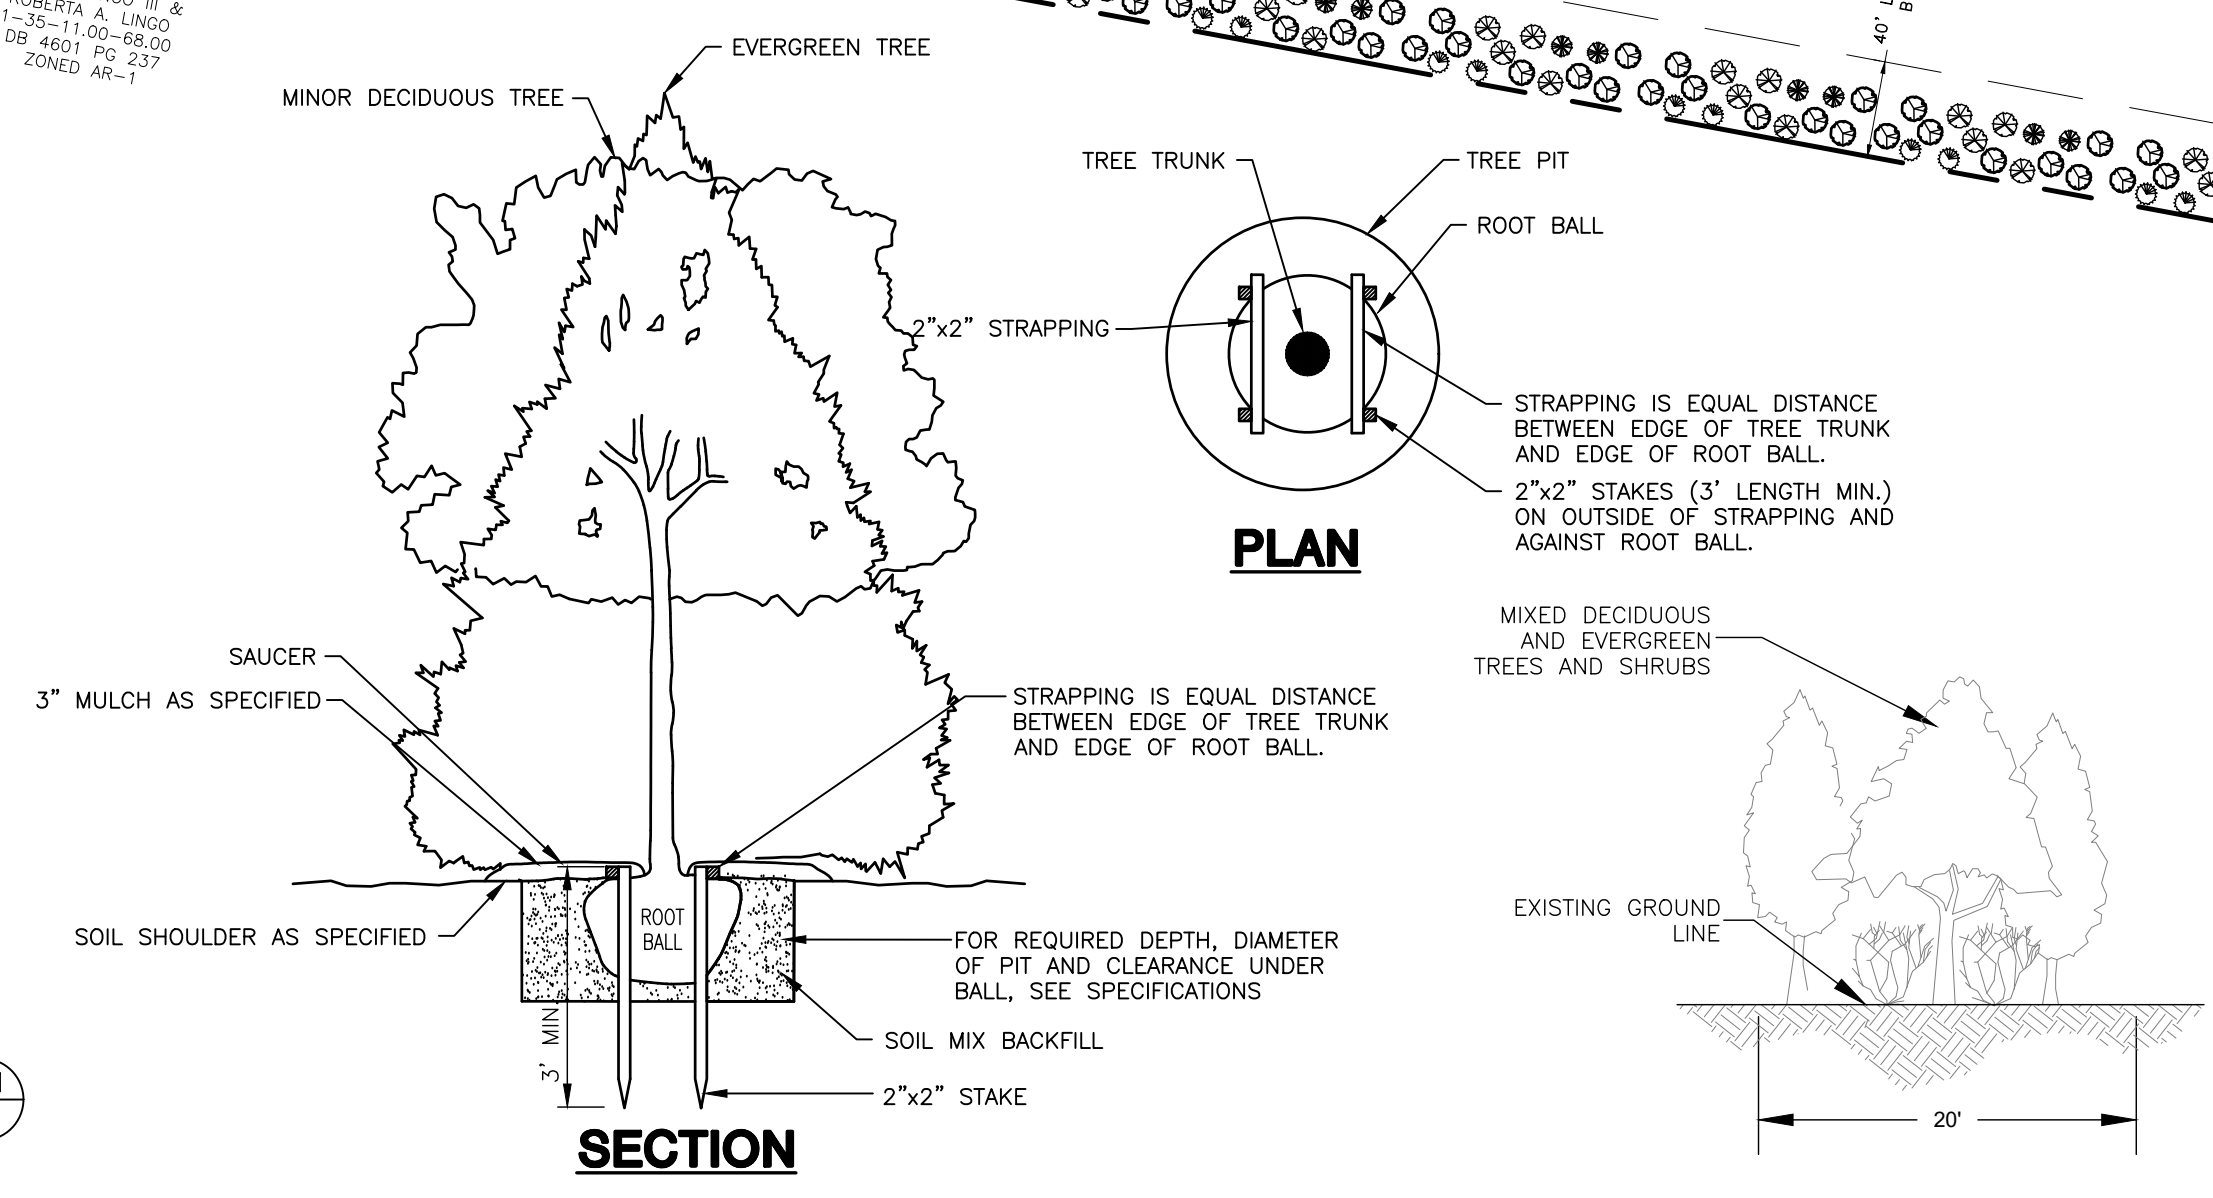 ROBERTA A. LINGO
1-35-11.00-68.00
DB 4601 PG 237
ZONED AR-1
EVERGREEN TREE
MINOR DECIDUOUS TREE
SAUCER
3” MULCH AS SPECIFIED
SOIL SHOULDER AS SPECIFIED
ROOT
BALL
3' MIN
STRAPPING IS EQUAL DISTANCE
BETWEEN EDGE OF TREE TRUNK
AND EDGE OF ROOT BALL.
FOR REQUIRED DEPTH, DIAMETER
OF PIT AND CLEARANCE UNDER
BALL, SEE SPECIFICATIONS
SOIL MIX BACKFILL
2”x2” STAKE
SECTION
TREE TRUNK
TREE PIT
ROOT BALL
2”x2” STRAPPING
STRAPPING IS EQUAL DISTANCE
BETWEEN EDGE OF TREE TRUNK
AND EDGE OF ROOT BALL.
2”x2” STAKES (3' LENGTH MIN.)
ON OUTSIDE OF STRAPPING AND
AGAINST ROOT BALL.
PLAN
40'
MIXED DECIDUOUS
AND EVERGREEN
TREES AND SHRUBS
EXISTING GROUND
LINE
20'